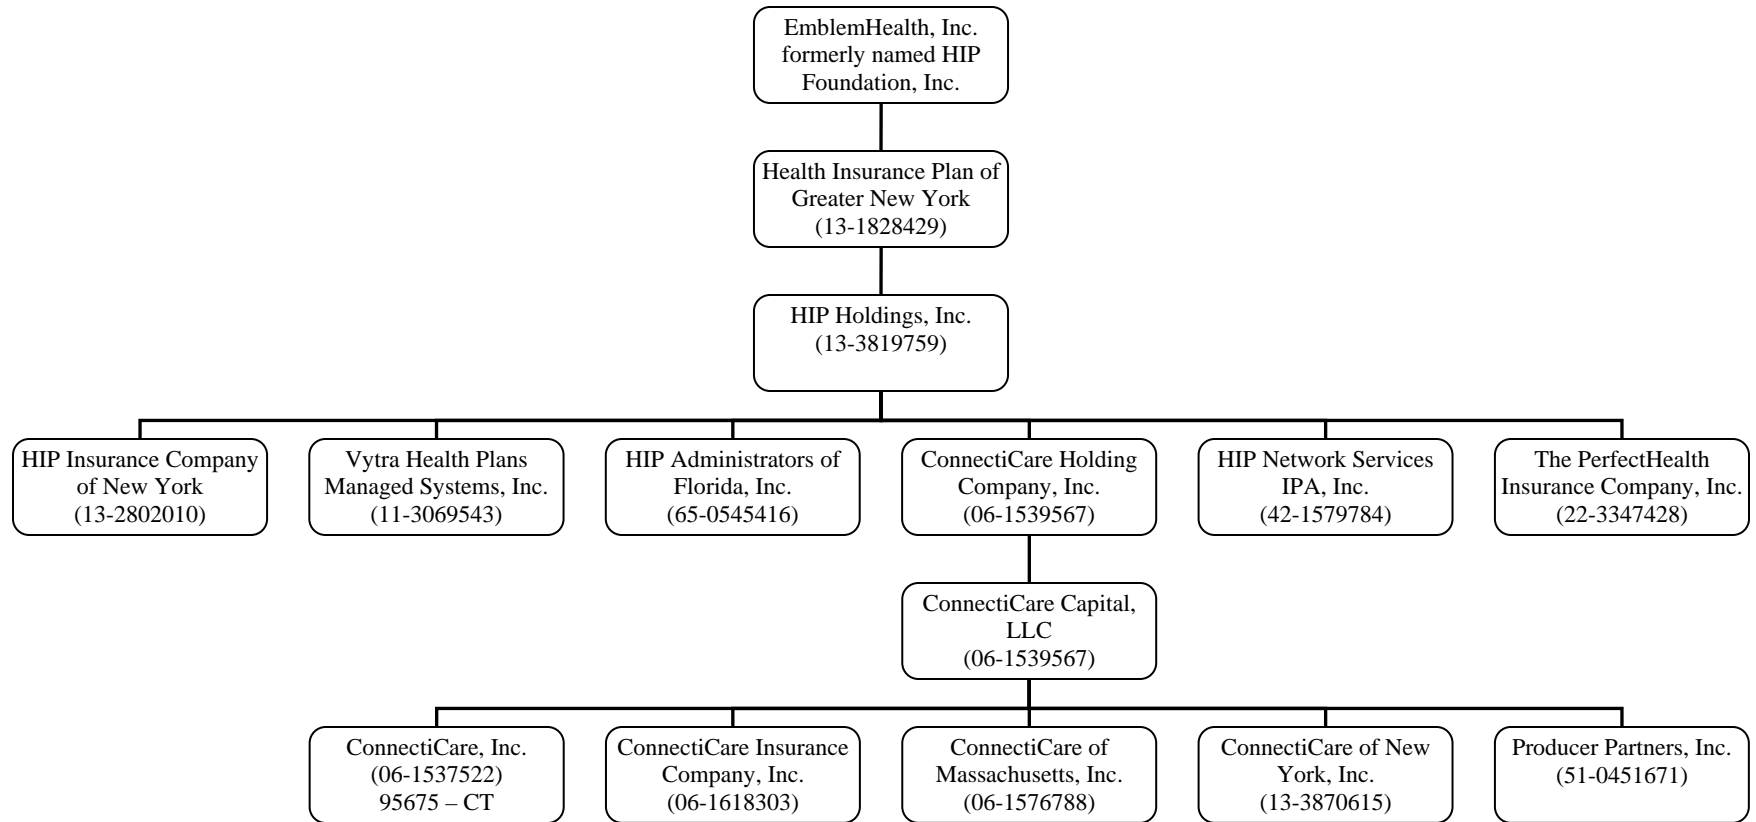 EmblemHealth, Inc.
formerly named HIP
Foundation, Inc.
Health Insurance Plan of
Greater New York
(13-1828429)
HIP Holdings, Inc.
(13-3819759)
HIP Insurance Company
of New York
(13-2802010)
Vytra Health Plans
Managed Systems, Inc.
(11-3069543)
HIP Administrators of
Florida, Inc.
(65-0545416)
ConnectiCare Holding
Company, Inc.
(06-1539567)
HIP Network Services
IPA, Inc.
(42-1579784)
The PerfectHealth
Insurance Company, Inc.
(22-3347428)
ConnectiCare Capital,
LLC
(06-1539567)
ConnectiCare, Inc.
(06-1537522)
95675 – CT
ConnectiCare Insurance
Company, Inc.
(06-1618303)
ConnectiCare of
Massachusetts, Inc.
(06-1576788)
ConnectiCare of New
York, Inc.
(13-3870615)
Producer Partners, Inc.
(51-0451671)